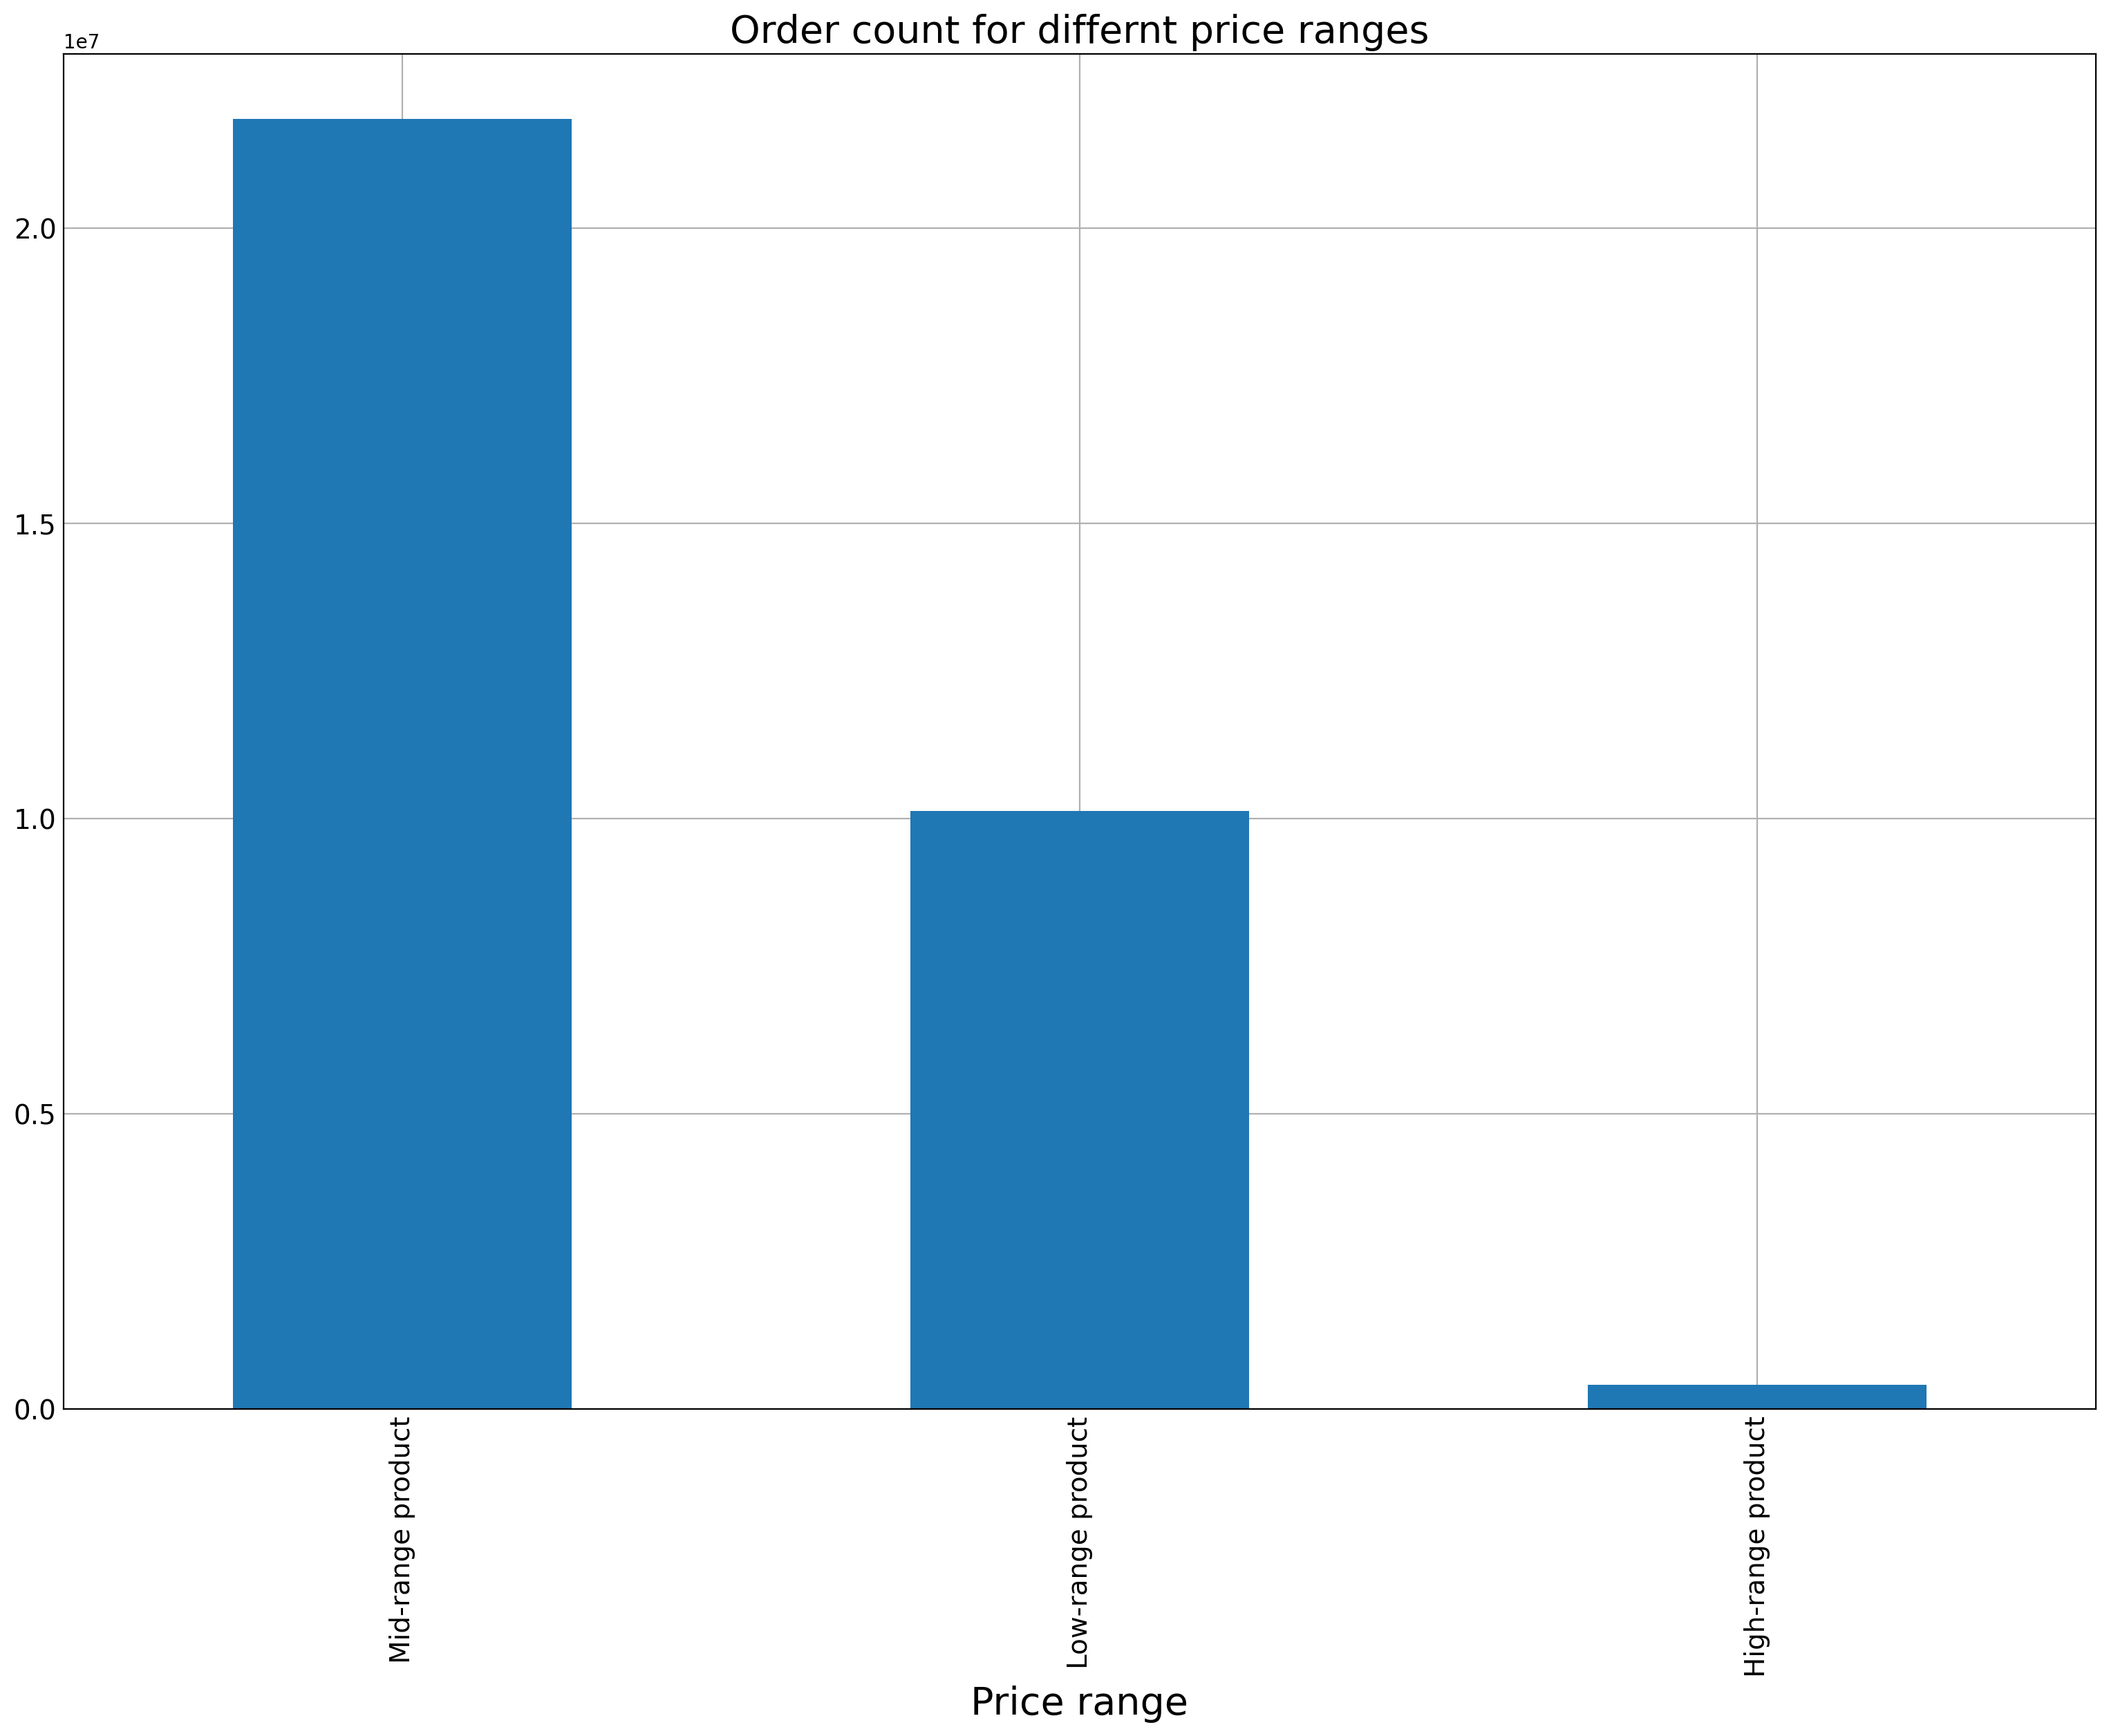 Order count for differnt price ranges
1e7
2.0
1.5
1.0
0.5
0.0
Mid-range product
Low-range product
High-range product
Price range